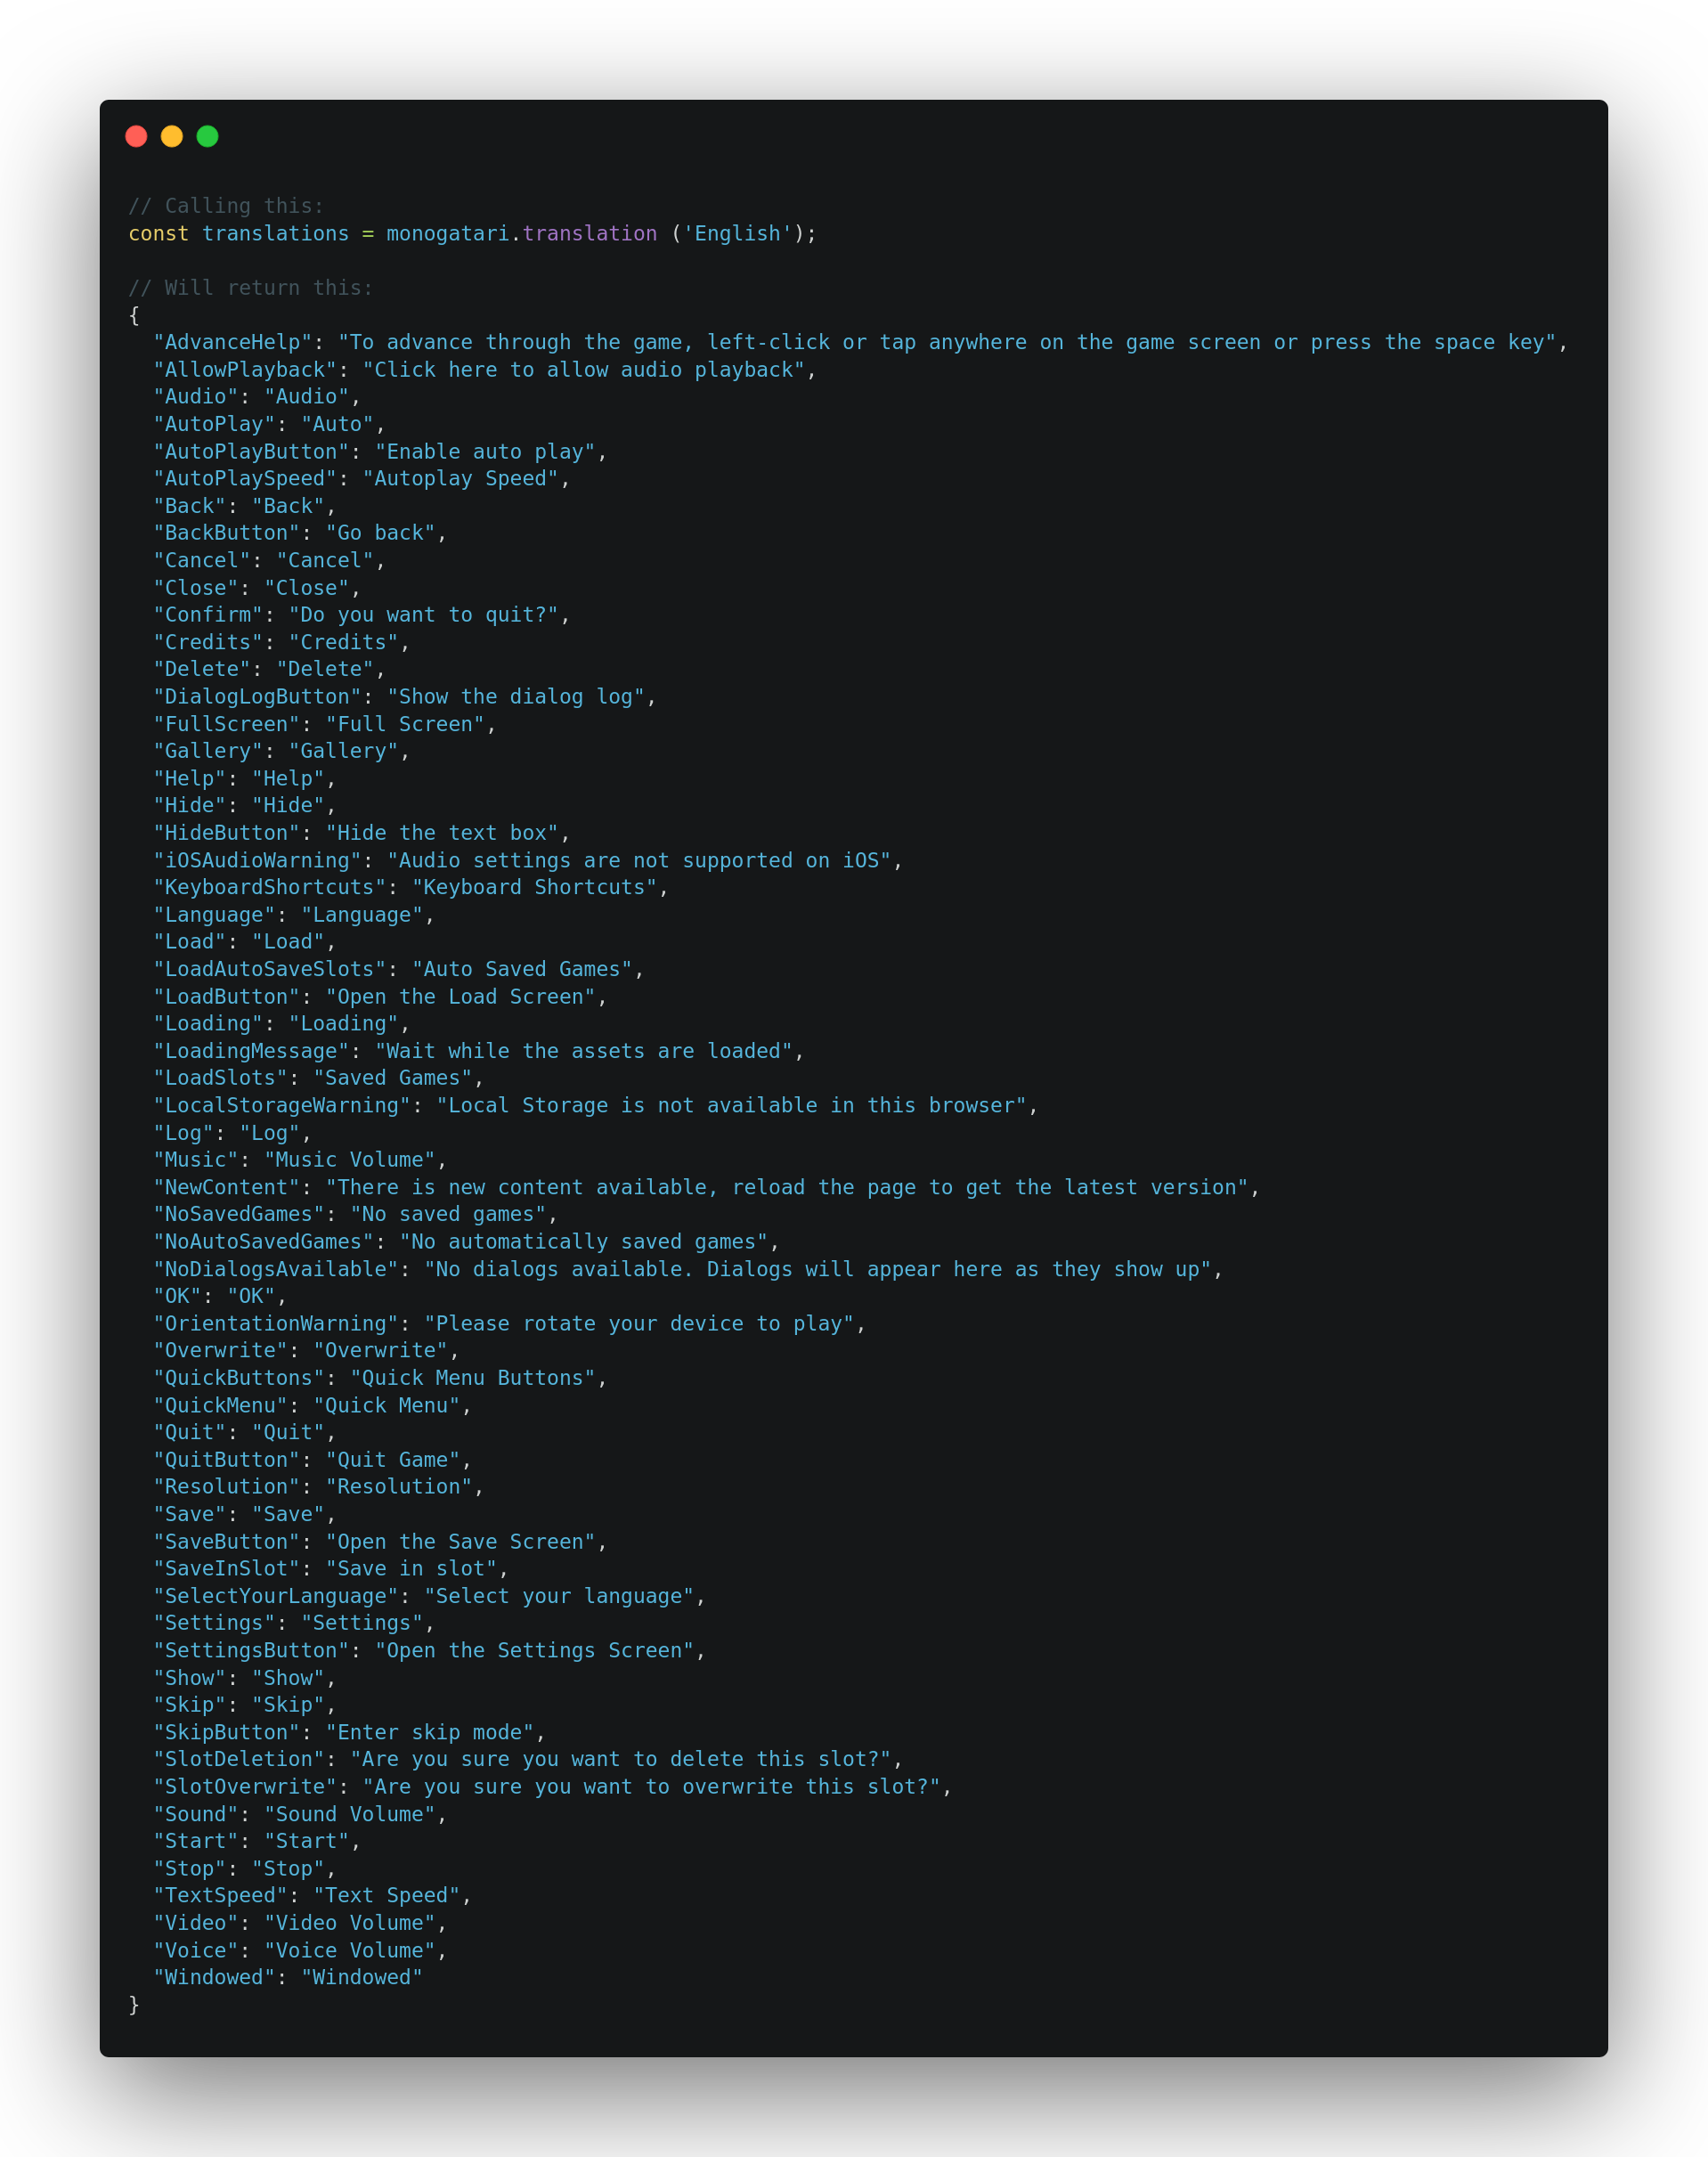 // Calling this:
const translations = monogatari.translation ('English');
// Will return this:
{
"AdvanceHelp": "To advance through the game, left-click or tap anywhere on the game screen or press the space key",
"AllowPlayback": "Click here to allow audio playback",
"Audio": "Audio",
"AutoPlay": "Auto",
"AutoPlayButton": "Enable auto play",
"AutoPlaySpeed": "Autoplay Speed",
"Back": "Back",
"BackButton": "Go back",
"Cancel": "Cancel",
"Close": "Close",
"Confirm": "Do you want to quit?",
"Credits": "Credits",
"Delete": "Delete",
"DialogLogButton": "Show the dialog log",
"FullScreen": "Full Screen",
"Gallery": "Gallery",
"Help": "Help",
"Hide": "Hide",
"HideButton": "Hide the text box",
"iOSAudioWarning": "Audio settings are not supported on iOS",
"KeyboardShortcuts": "Keyboard Shortcuts",
"Language": "Language",
"Load": "Load",
"LoadAutoSaveSlots": "Auto Saved Games",
"LoadButton": "Open the Load Screen",
"Loading": "Loading",
"LoadingMessage": "Wait while the assets are loaded",
"LoadSlots": "Saved Games",
"LocalStorageWarning": "Local Storage is not available in this browser",
"Log": "Log",
"Music": "Music Volume",
"NewContent": "There is new content available, reload the page to get the latest version",
"NoSavedGames": "No saved games",
"NoAutoSavedGames": "No automatically saved games",
"NoDialogsAvailable": "No dialogs available. Dialogs will appear here as they show up",
"OK": "OK",
"OrientationWarning": "Please rotate your device to play",
"Overwrite": "Overwrite",
"QuickButtons": "Quick Menu Buttons",
"QuickMenu": "Quick Menu",
"Quit": "Quit",
"QuitButton": "Quit Game",
"Resolution": "Resolution",
"Save": "Save",
"SaveButton": "Open the Save Screen",
"SaveInSlot": "Save in slot",
"SelectYourLanguage": "Select your language",
"Settings": "Settings",
"SettingsButton": "Open the Settings Screen",
"Show": "Show",
"Skip": "Skip",
"SkipButton": "Enter skip mode",
"SlotDeletion": "Are you sure you want to delete this slot?",
"SlotOverwrite": "Are you sure you want to overwrite this slot?",
"Sound": "Sound Volume",
"Start": "Start",
"Stop": "Stop",
"TextSpeed": "Text Speed",
"Video": "Video Volume",
"Voice": "Voice Volume",
"Windowed": "Windowed"
}